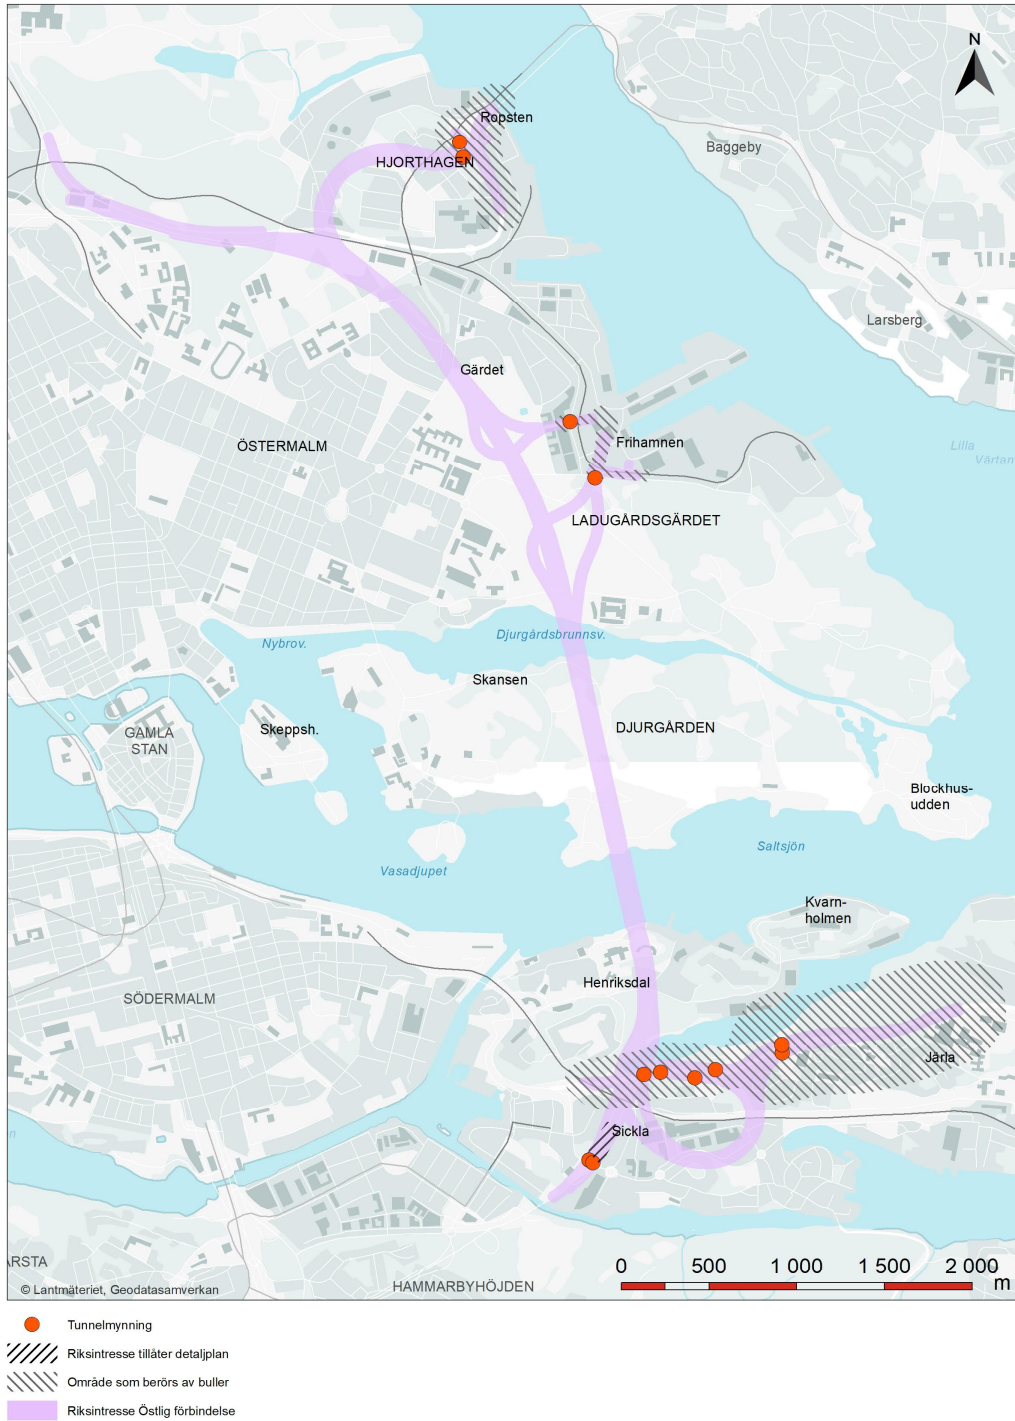 N
Ropsten
Baggeby
HJORTHAGEN
Larsberg
Gärdet
ÖSTERMALM
Frihamnen
Lilla
Värtan
LADUGÅRDSGÄRDET
Nybrov.
Djurgårdsbrunnsv.
Skansen
DJURGÅRDEN
Skeppsh.
GAMLA
STAN
Blockhus-
udden
Saltsjön
Vasadjupet
Kvarn-
holmen
Henriksdal
SÖDERMALM
Järla
Sickla
n
ÅRSTA
HAMMARBYHÖJDEN
0 500 1 000 1 500 2 000
m
© Lantmäteriet, Geodatasamverkan
Tunnelmynning
Riksintresse tillåter detaljplan
Område som berörs av buller
Riksintresse Östlig förbindelse